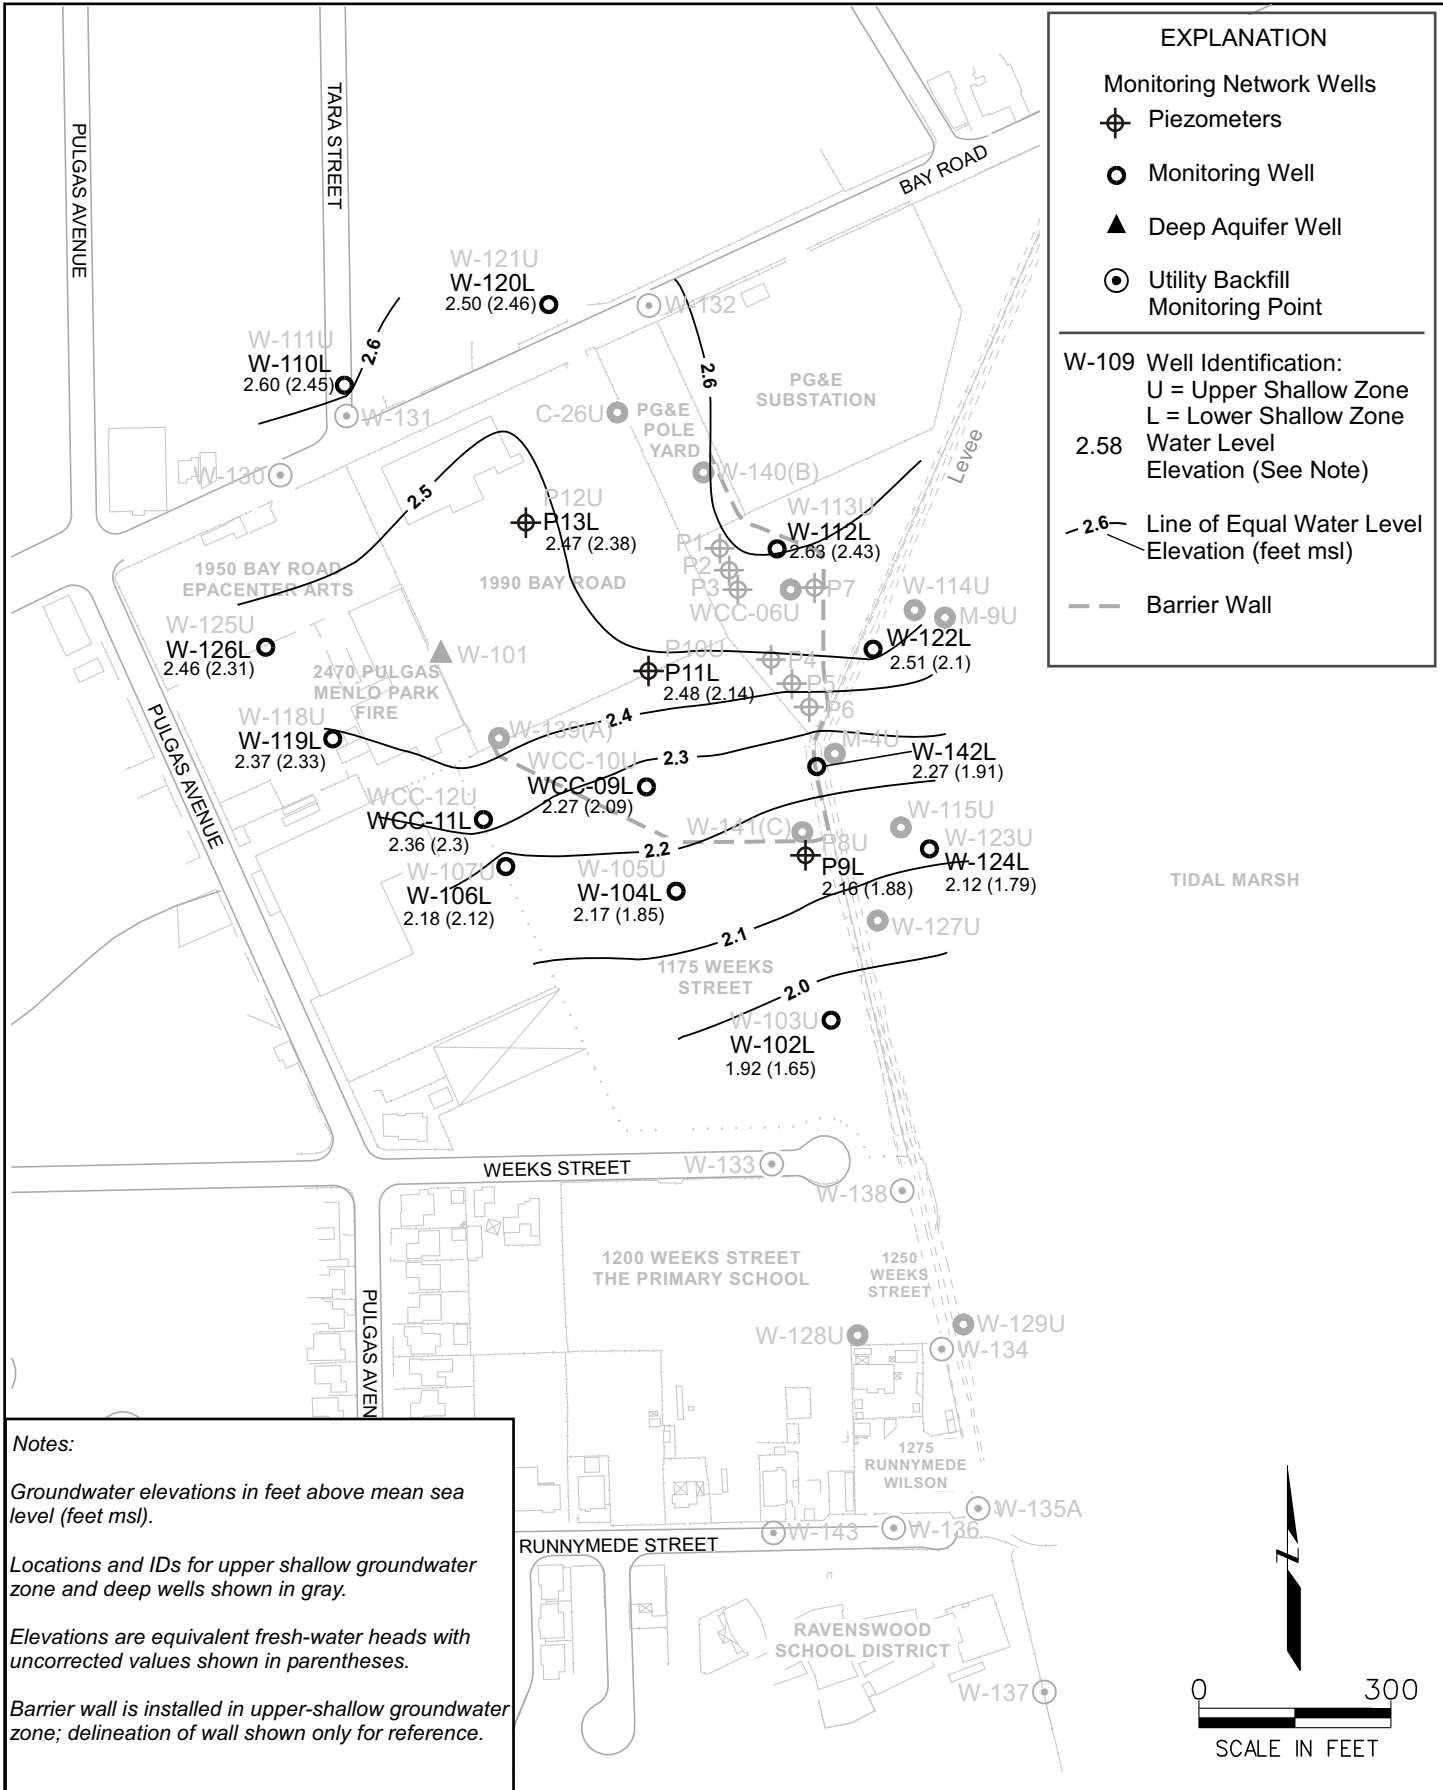 EXPLANATION
Monitoring Network Wells
Piezometers
Monitoring Well
Deep Aquifer Well
Utility Backfill
Monitoring Point
W-109 Well Identification:
U = Upper Shallow Zone
L = Lower Shallow Zone
2.58 Water Level
Elevation (See Note)
2.6 Line of Equal Water Level
Elevation (feet msl)
Barrier Wall
PULGAS AVENUE
TARA STREET
BAY ROAD
W-121U
W-120L
2.50 (2.46)
W-132
W-111U
W-110L
2.60 (2.45)
2.6
W-131
W-130
2.6
PG&E
SUBSTATION
C-26U
PG&E
POLE
YARD
W-140(B)
Levee
2.5
P12U
P13L
2.47 (2.38)
W-113U
W-112L
2.63 (2.43)
P1
P2
P3
P7
WCC-06U
1950 BAY ROAD
EPACENTER ARTS
1990 BAY ROAD
W-114U
M-9U
W-125U
W-126L
2.46 (2.31)
W-101
2470 PULGAS
MENLO PARK
FIRE
P10U
P11L
2.48 (2.14)
P4
P5
P6
W-122L
2.51 (2.1)
PULGAS AVENUE
W-118U
W-119L
2.37 (2.33)
W-139(A)
2.4
2.3
M-4U
W-142L
2.27 (1.91)
WCC-10U
WCC-09L
2.27 (2.09)
WCC-12U
WCC-11L
2.36 (2.3)
W-141(C)
W-115U
W-123U
W-124L
2.12 (1.79)
P8U
P9L
2.16 (1.88)
2.2
W-107U
W-106L
2.18 (2.12)
W-105U
W-104L
2.17 (1.85)
TIDAL MARSH
W-127U
2.1
1175 WEEKS
STREET
2.0
W-103U
W-102L
1.92 (1.65)
WEEKS STREET
W-133
W-138
1200 WEEKS STREET
THE PRIMARY SCHOOL
1250
WEEKS
STREET
PULGAS AVEN
W-128U
W-129U
W-134
1275
RUNNYMEDE
WILSON
W-135A
W-143
W-136
RUNNYMEDE STREET
RAVENSWOOD
SCHOOL DISTRICT
W-137
Notes:
Groundwater elevations in feet above mean sea
level (feet msl).
Locations and IDs for upper shallow groundwater
zone and deep wells shown in gray.
Elevations are equivalent fresh-water heads with
uncorrected values shown in parentheses.
Barrier wall is installed in upper-shallow groundwater
zone; delineation of wall shown only for reference.
Z
0 300
SCALE IN FEET